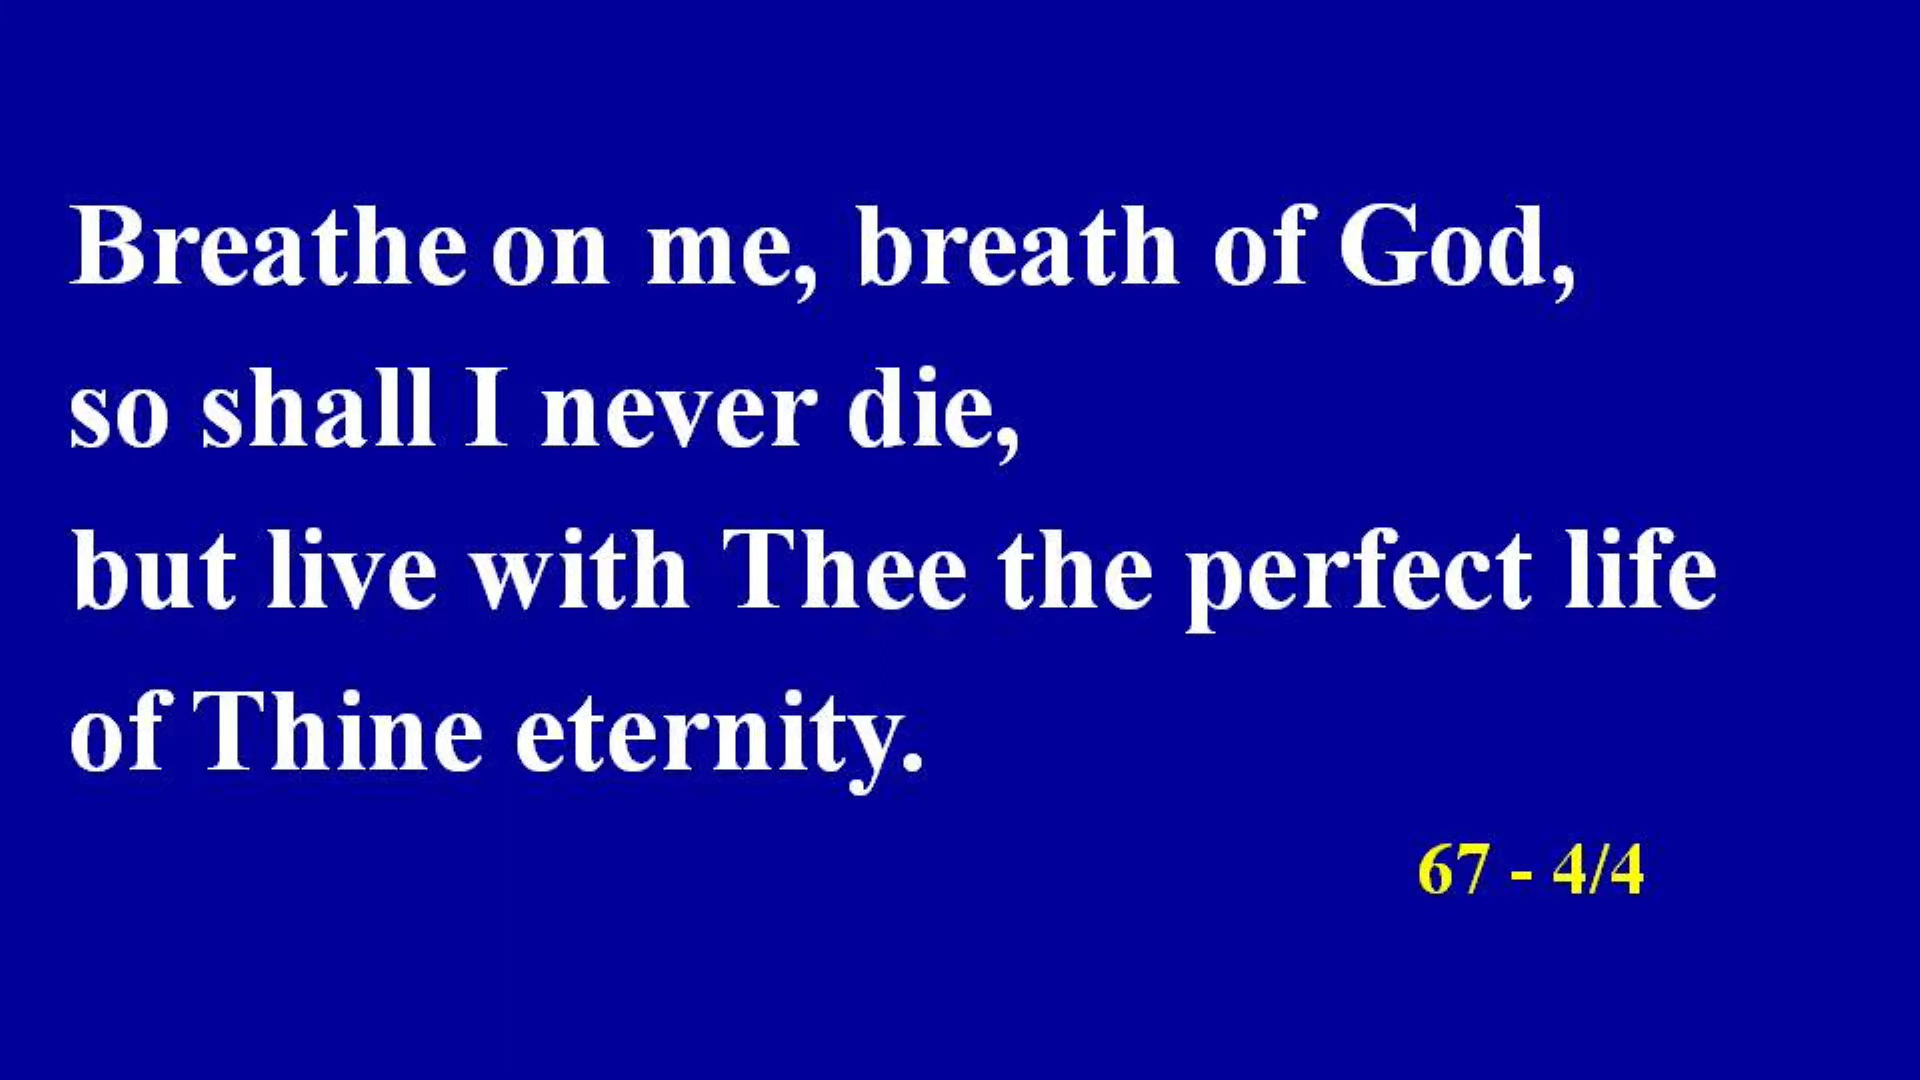 Breathe on me, breath of God,
so shall I never die,
but live with Thee the perfect life
of Thine eternity.
67 - 4/4